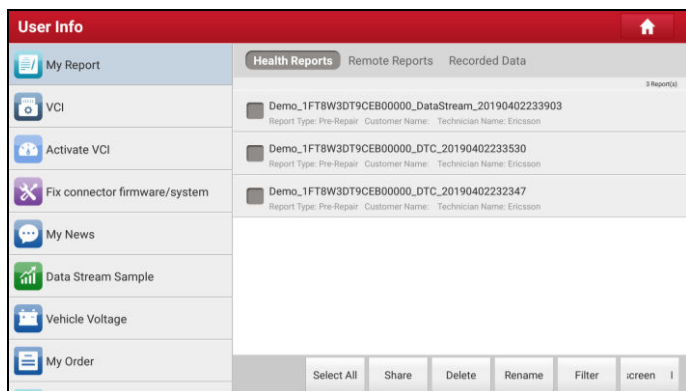 User Info
My Report
VCI
Activate VCI
Fix connector firmware/system
My News
Data Stream Sample
Vehicle Voltage
My Order
Health Reports Remote Reports Recorded Data
3 Report(s)
Demo_1FT8W3DT9CEB00000_DataStream_20190402233903
Report Type: Pre-Repair Customer Name: Technician Name: Ericsson
Demo_1FT8W3DT9CEB00000_DTC_20190402233530
Report Type: Pre-Repair Customer Name: Technician Name: Ericsson
Demo_1FT8W3DT9CEB00000_DTC_20190402232347
Report Type: Pre-Repair Customer Name: Technician Name: Ericsson
Select All Share Delete Rename Filter